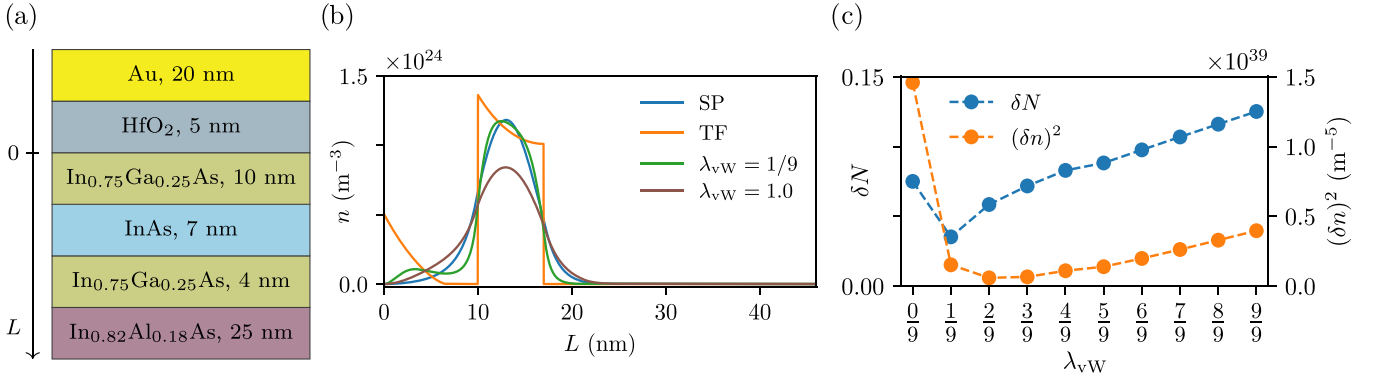 (a)
Au, 20 nm
HfO₂, 5 nm
0
In₀.₇₅Ga₀.₂₅As, 10 nm
InAs, 7 nm
In₀.₇₅Ga₀.₂₅As, 4 nm
L
In₀.₈₂Al₀.₁₈As, 25 nm
(b)
×10²⁴
1.5
n (m⁻³)
0.0
SP
TF
λvW = 1/9
λvW = 1.0
0 10 20 30 40
L (nm)
(c)
×10³⁹
0.15
δN
0.00
δN
(δn)²
1.5
1.0
0.5
0.0
(δn)² (m⁻⁵)
0/9 1/9 2/9 3/9 4/9 5/9 6/9 7/9 8/9 9/9
λvW